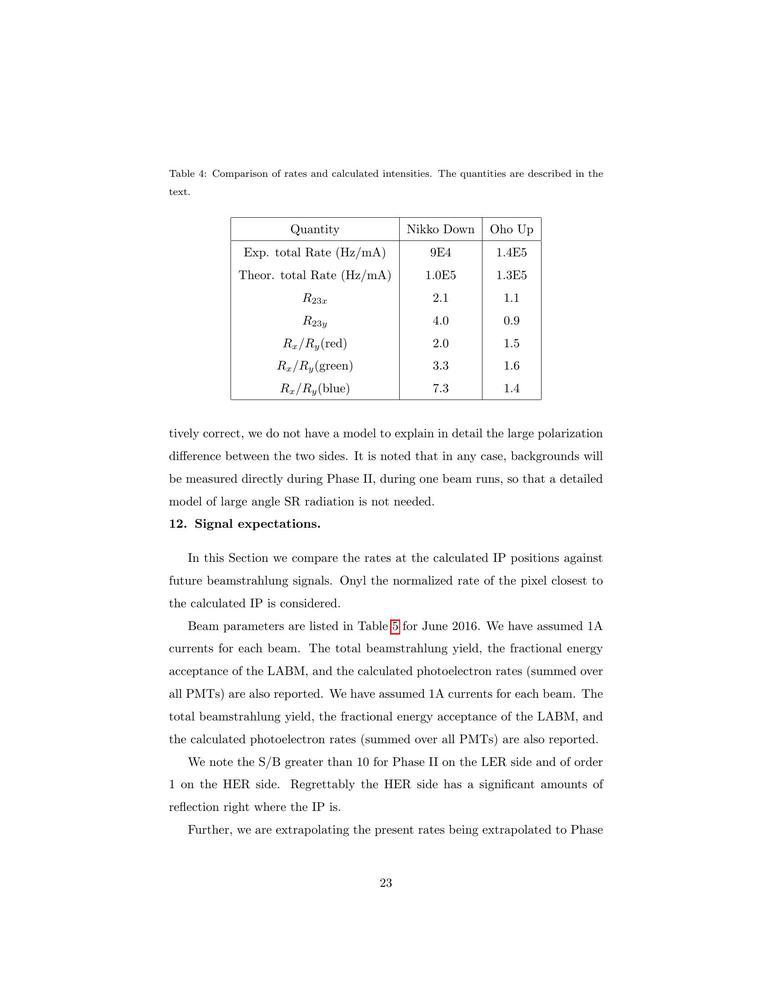 Table 4: Comparison of rates and calculated intensities. The quantities are described in the
text.
Quantity Nikko Down Oho Up
Exp. total Rate (Hz/mA) 9E4 1.4E5
Theor. total Rate (Hz/mA) 1.0E5 1.3E5
R23x 2.1 1.1
R23y 4.0 0.9
Rx/Ry(red) 2.0 1.5
Rx/Ry(green) 3.3 1.6
Rx/Ry(blue) 7.3 1.4
tively correct, we do not have a model to explain in detail the large polarization
difference between the two sides. It is noted that in any case, backgrounds will
be measured directly during Phase II, during one beam runs, so that a detailed
model of large angle SR radiation is not needed.
12. Signal expectations.
In this Section we compare the rates at the calculated IP positions against
future beamstrahlung signals. Onyl the normalized rate of the pixel closest to
the calculated IP is considered.
Beam parameters are listed in Table 5 for June 2016. We have assumed 1A
currents for each beam. The total beamstrahlung yield, the fractional energy
acceptance of the LABM, and the calculated photoelectron rates (summed over
all PMTs) are also reported. We have assumed 1A currents for each beam. The
total beamstrahlung yield, the fractional energy acceptance of the LABM, and
the calculated photoelectron rates (summed over all PMTs) are also reported.
We note the S/B greater than 10 for Phase II on the LER side and of order
1 on the HER side. Regrettably the HER side has a significant amounts of
reflection right where the IP is.
Further, we are extrapolating the present rates being extrapolated to Phase
23